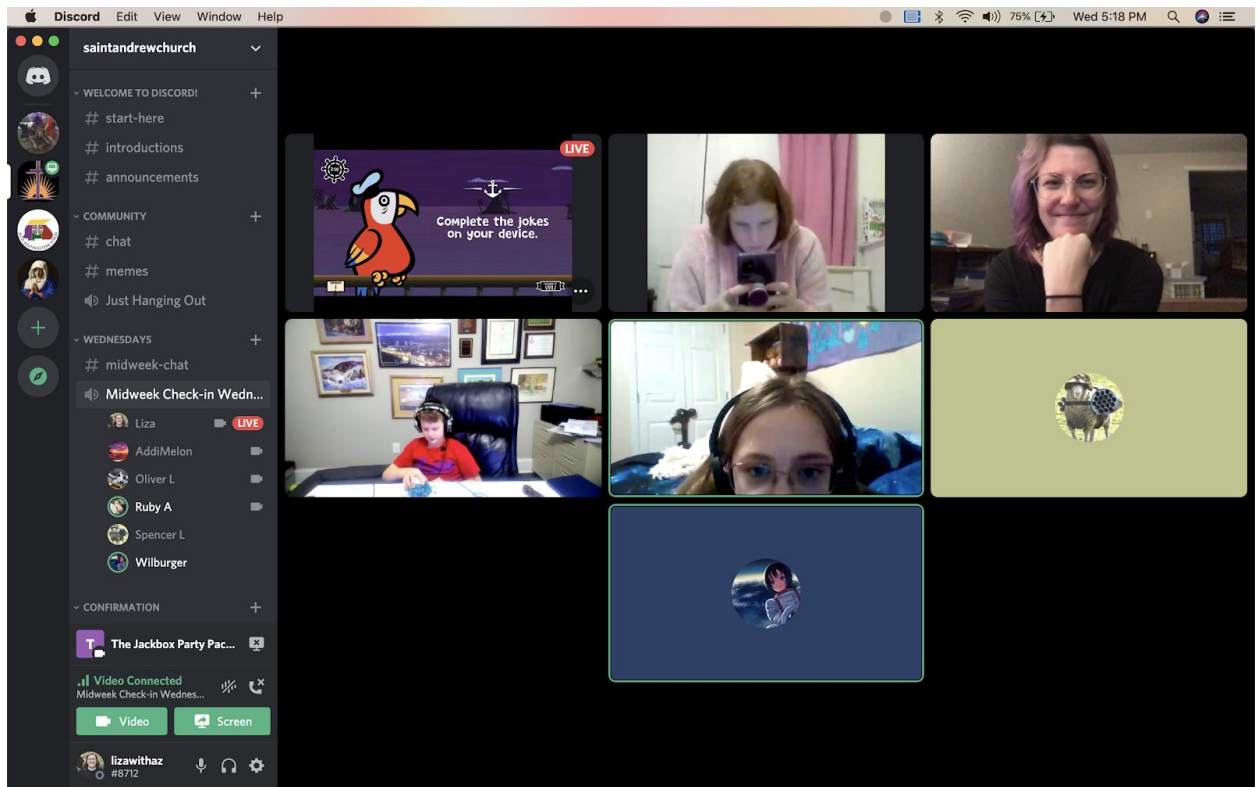 Discord Edit View Window Help
75% Wed 5:18 PM
saintandrewchurch
WELCOME TO DISCORD!
# start-here
# introductions
# announcements
COMMUNITY
# chat
# memes
Just Hanging Out
WEDNESDAYS
# midweek-chat
Midweek Check-in Wedn...
Liza LIVE
AddiMelon
Oliver L
Ruby A
Spencer L
Wilburger
CONFIRMATION
T The Jackbox Party Pac...
Video Connected
Midweek Check-in Wednes...
Video Screen
lizawithaz
#8712
LIVE
Complete the jokes
on your device.